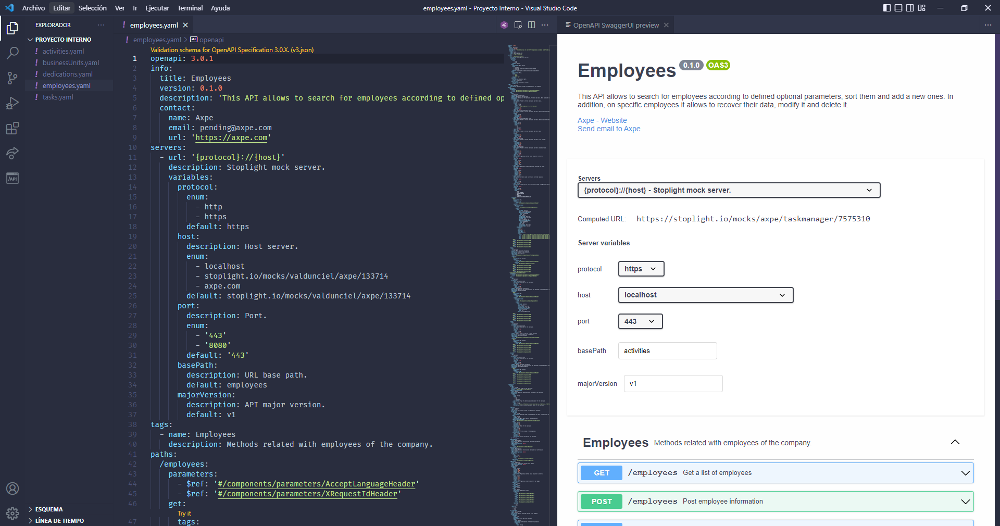 Archivo Editar Selección Ver Ir Ejecutar Terminal Ayuda
employees.yaml - Proyecto Interno - Visual Studio Code
EXPLORADOR
PROYECTO INTERNO
! activities.yaml
! businessUnits.yaml
! dedications.yaml
! employees.yaml
! tasks.yaml
/API
ESQUEMA
LÍNEA DE TIEMPO
! employees.yaml
! employees.yaml > abc openapi
Validation schema for OpenAPI Specification 3.0.X. (v3.json)
1 openapi: 3.0.1
2 info:
3   title: Employees
4   version: 0.1.0
5   description: 'This API allows to search for employees according to defined op
6   contact:
7     name: Axpe
8     email: pending@axpe.com
9     url: 'https://axpe.com'
10 servers:
11   - url: '{protocol}://{host}'
12     description: Stoplight mock server.
13     variables:
14       protocol:
15         enum:
16           - http
17           - https
18         default: https
19       host:
20         description: Host server.
21         enum:
22           - localhost
23           - stoplight.io/mocks/valdunciel/axpe/133714
24           - axpe.com
25         default: stoplight.io/mocks/valdunciel/axpe/133714
26       port:
27         description: Port.
28         enum:
29           - '443'
30           - '8080'
31         default: '443'
32       basePath:
33         description: URL base path.
34         default: employees
35       majorVersion:
36         description: API major version.
37         default: v1
38 tags:
39   - name: Employees
40     description: Methods related with employees of the company.
41 paths:
42   /employees:
43     parameters:
44       - $ref: '#/components/parameters/AcceptLanguageHeader'
45       - $ref: '#/components/parameters/XRequestIdHeader'
46     get:
Try it
47       tags:
OpenAPI SwaggerUI preview
Employees 0.1.0 OAS3
This API allows to search for employees according to defined optional parameters, sort them and add a new ones. In
addition, on specific employees it allows to recover their data, modify it and delete it.
Axpe - Website
Send email to Axpe
Servers
{protocol}://{host} - Stoplight mock server.
Computed URL: https://stoplight.io/mocks/axpe/taskmanager/7575310
Server variables
protocol https
host localhost
port 443
basePath activities
majorVersion v1
Employees Methods related with employees of the company.
GET /employees Get a list of employees
POST /employees Post employee information